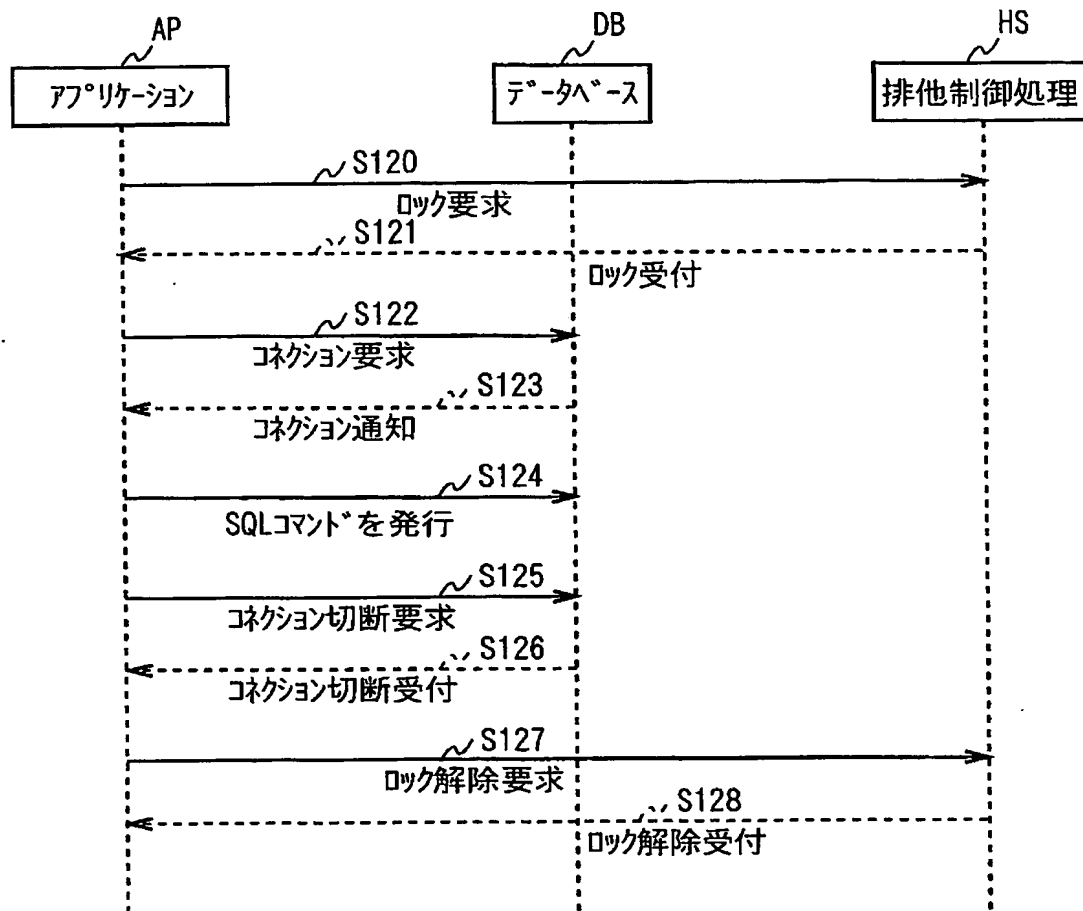 AP
DB
HS
ｱﾌﾟﾘｹｰｼｮﾝ
ﾃﾞｰﾀﾍﾞｰｽ
排他制御処理
S120
ﾛｯｸ要求
S121
ﾛｯｸ受付
S122
ｺﾈｸｼｮﾝ要求
S123
ｺﾈｸｼｮﾝ通知
S124
SQLｺﾏﾝﾄﾞを発行
S125
ｺﾈｸｼｮﾝ切断要求
S126
ｺﾈｸｼｮﾝ切断受付
S127
ﾛｯｸ解除要求
S128
ﾛｯｸ解除受付